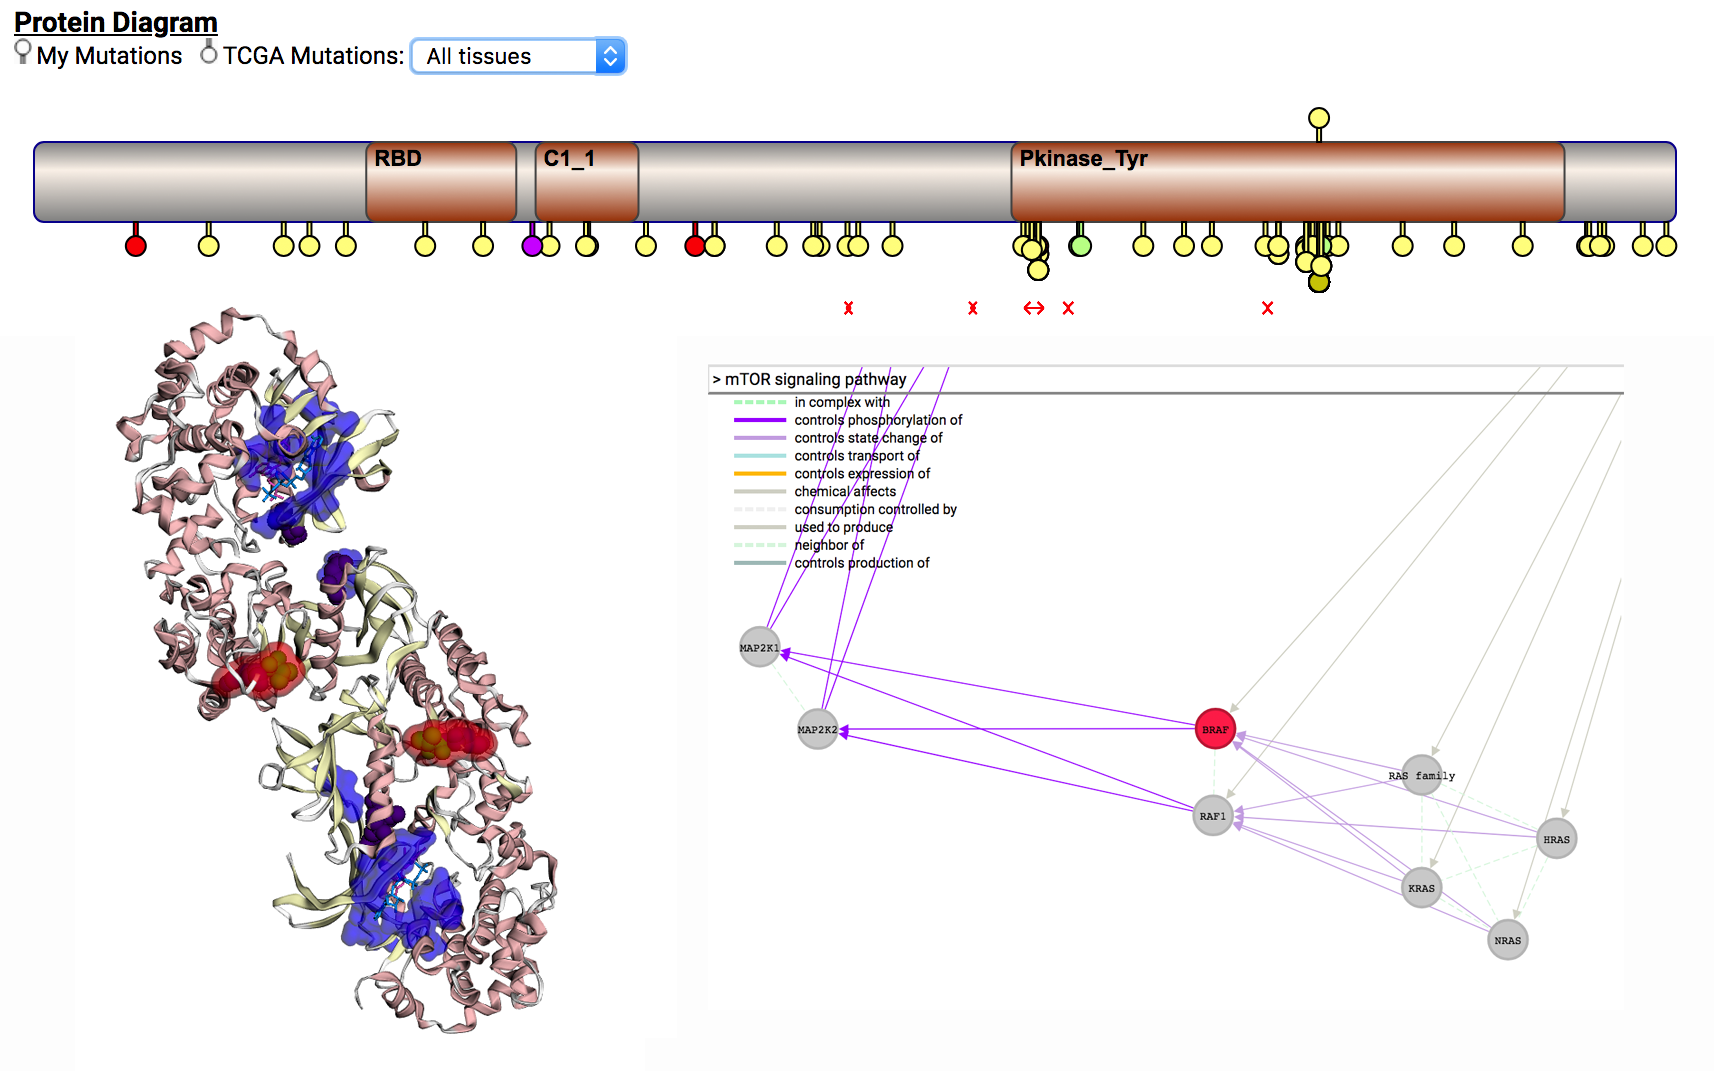 Protein Diagram
My Mutations TCGA Mutations: All tissues
RBD C1_1 Pkinase_Tyr
> mTOR signaling pathway
in complex with
controls phosphorylation of
controls state change of
controls transport of
controls expression of
chemical affects
consumption controlled by
used to produce
neighbor of
controls production of
MAP2K1
MAP2K2
BRAF
RAS family
RAF1
HRAS
KRAS
NRAS